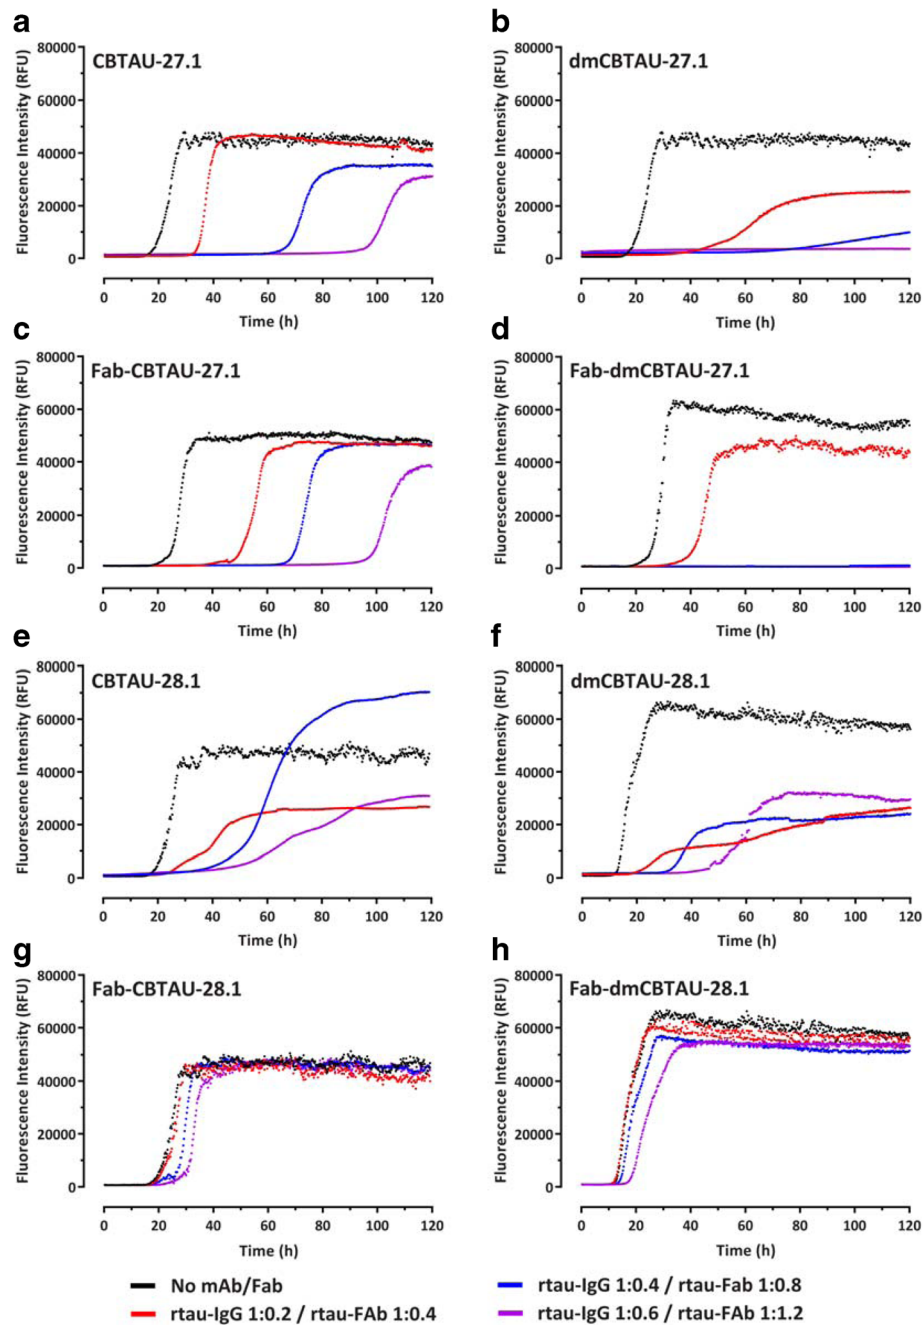 a
b
80000
60000
40000
20000
0
Fluorescence Intensity (RFU)
CBTAU-27.1
0 20 40 60 80 100 120
Time (h)
80000
60000
40000
20000
0
Fluorescence Intensity (RFU)
dmCBTAU-27.1
0 20 40 60 80 100 120
Time (h)
c
d
80000
60000
40000
20000
0
Fluorescence Intensity (RFU)
Fab-CBTAU-27.1
0 20 40 60 80 100 120
Time (h)
80000
60000
40000
20000
0
Fluorescence Intensity (RFU)
Fab-dmCBTAU-27.1
0 20 40 60 80 100 120
Time (h)
e
f
80000
60000
40000
20000
0
Fluorescence Intensity (RFU)
CBTAU-28.1
0 20 40 60 80 100 120
Time (h)
80000
60000
40000
20000
0
Fluorescence Intensity (RFU)
dmCBTAU-28.1
0 20 40 60 80 100 120
Time (h)
g
h
80000
60000
40000
20000
0
Fluorescence Intensity (RFU)
Fab-CBTAU-28.1
0 20 40 60 80 100 120
Time (h)
80000
60000
40000
20000
0
Fluorescence Intensity (RFU)
Fab-dmCBTAU-28.1
0 20 40 60 80 100 120
Time (h)
No mAb/Fab
rtau-IgG 1:0.2 / rtau-FAb 1:0.4
rtau-IgG 1:0.4 / rtau-Fab 1:0.8
rtau-IgG 1:0.6 / rtau-FAb 1:1.2